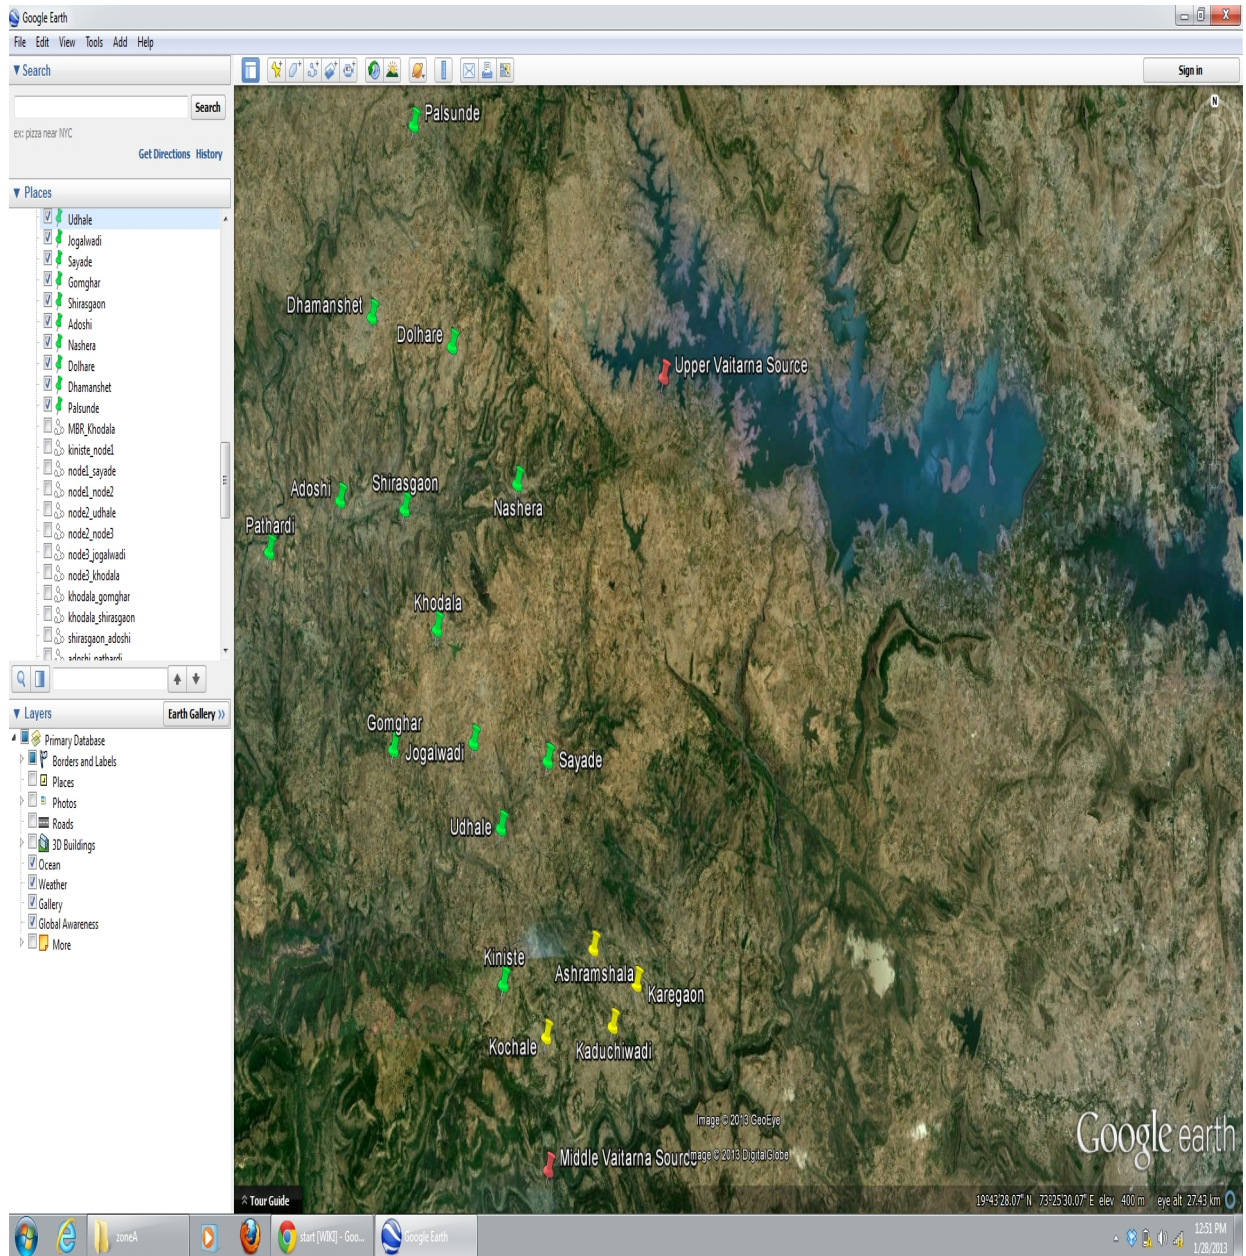 Google Earth
File Edit View Tools Add Help
▼ Search
Search
ex: pizza near NYC
Get Directions History
▼ Places
Udhale
Jogalwadi
Sayade
Gomghar
Shirasgaon
Adoshi
Nashera
Dolhare
Dhamanshet
Palsunde
MBR_Khodala
kiniste_node1
node1_sayade
node1_node2
node2_udhale
node2_node3
node3_jogalwadi
node3_khodala
khodala_gomghar
khodala_shirasgaon
shirasgaon_adoshi
adoshi_pathardi
▼ Layers
Earth Gallery »
Primary Database
Borders and Labels
Places
Photos
Roads
3D Buildings
Ocean
Weather
Gallery
Global Awareness
More
Sign in
N
Palsunde
Dhamanshet
Dolhare
Upper Vaitarna Source
Adoshi
Shirasgaon
Nashera
Pathardi
Khodala
Gomghar
Jogalwadi
Sayade
Udhale
Kiniste
Ashramshala
Karegaon
Kochale
Kaduchiwadi
Middle Vaitarna Source
Image © 2013 GeoEye
Image © 2013 DigitalGlobe
Google earth
Tour Guide
19°43'28.07" N 73°25'30.07" E elev 400 m eye alt 27.43 km
zoneA
start [WIKI] - Goo...
Google Earth
12:51 PM
1/28/2013